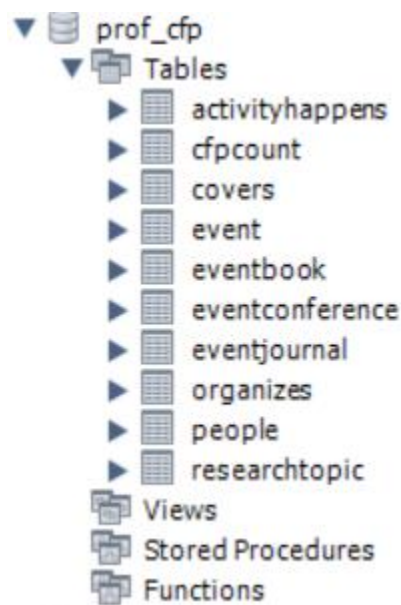 prof_cfp
Tables
activityhappens
cfpcount
covers
event
eventbook
eventconference
eventjournal
organizes
people
researchtopic
Views
Stored Procedures
Functions